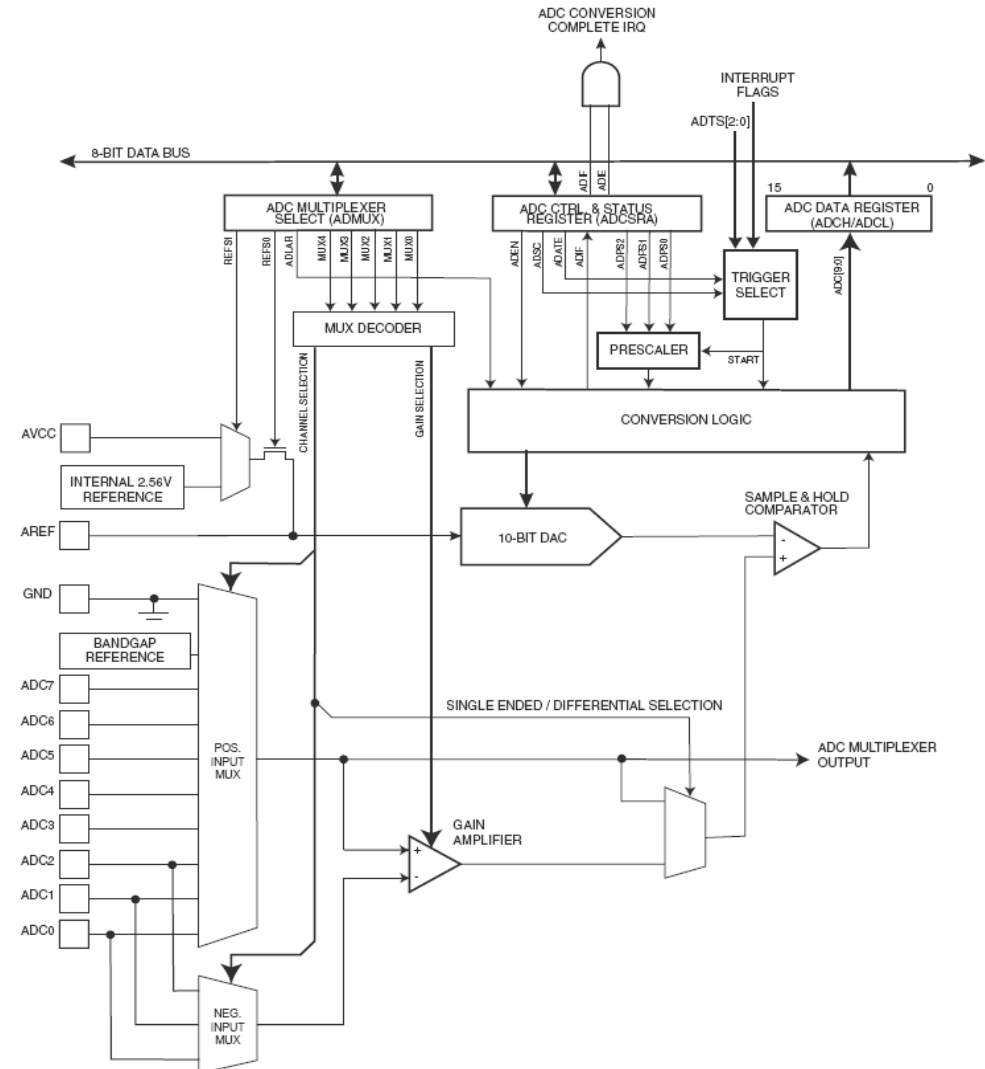 ADC CONVERSION
COMPLETE IRQ
INTERRUPT
FLAGS
ADTS[2:0]
8-BIT DATA BUS
ADIF
ADIE
15
0
ADC MULTIPLEXER
SELECT (ADMUX)
ADC CTRL. & STATUS
REGISTER (ADCSRA)
ADC DATA REGISTER
(ADCH/ADCL)
REFS1
REFS0
ADLAR
MUX4
MUX3
MUX2
MUX1
MUX0
ADEN
ADSC
ADATE
ADIF
ADPS2
ADPS1
ADPS0
ADC[9:0]
TRIGGER
SELECT
MUX DECODER
PRESCALER
START
CHANNEL SELECTION
GAIN SELECTION
CONVERSION LOGIC
AVCC
INTERNAL 2.56V
REFERENCE
SAMPLE & HOLD
COMPARATOR
AREF
10-BIT DAC
-
+
GND
BANDGAP
REFERENCE
ADC7
SINGLE ENDED / DIFFERENTIAL SELECTION
ADC6
ADC5
POS.
INPUT
MUX
ADC MULTIPLEXER
OUTPUT
ADC4
ADC3
GAIN
AMPLIFIER
+
-
ADC2
ADC1
ADC0
NEG.
INPUT
MUX